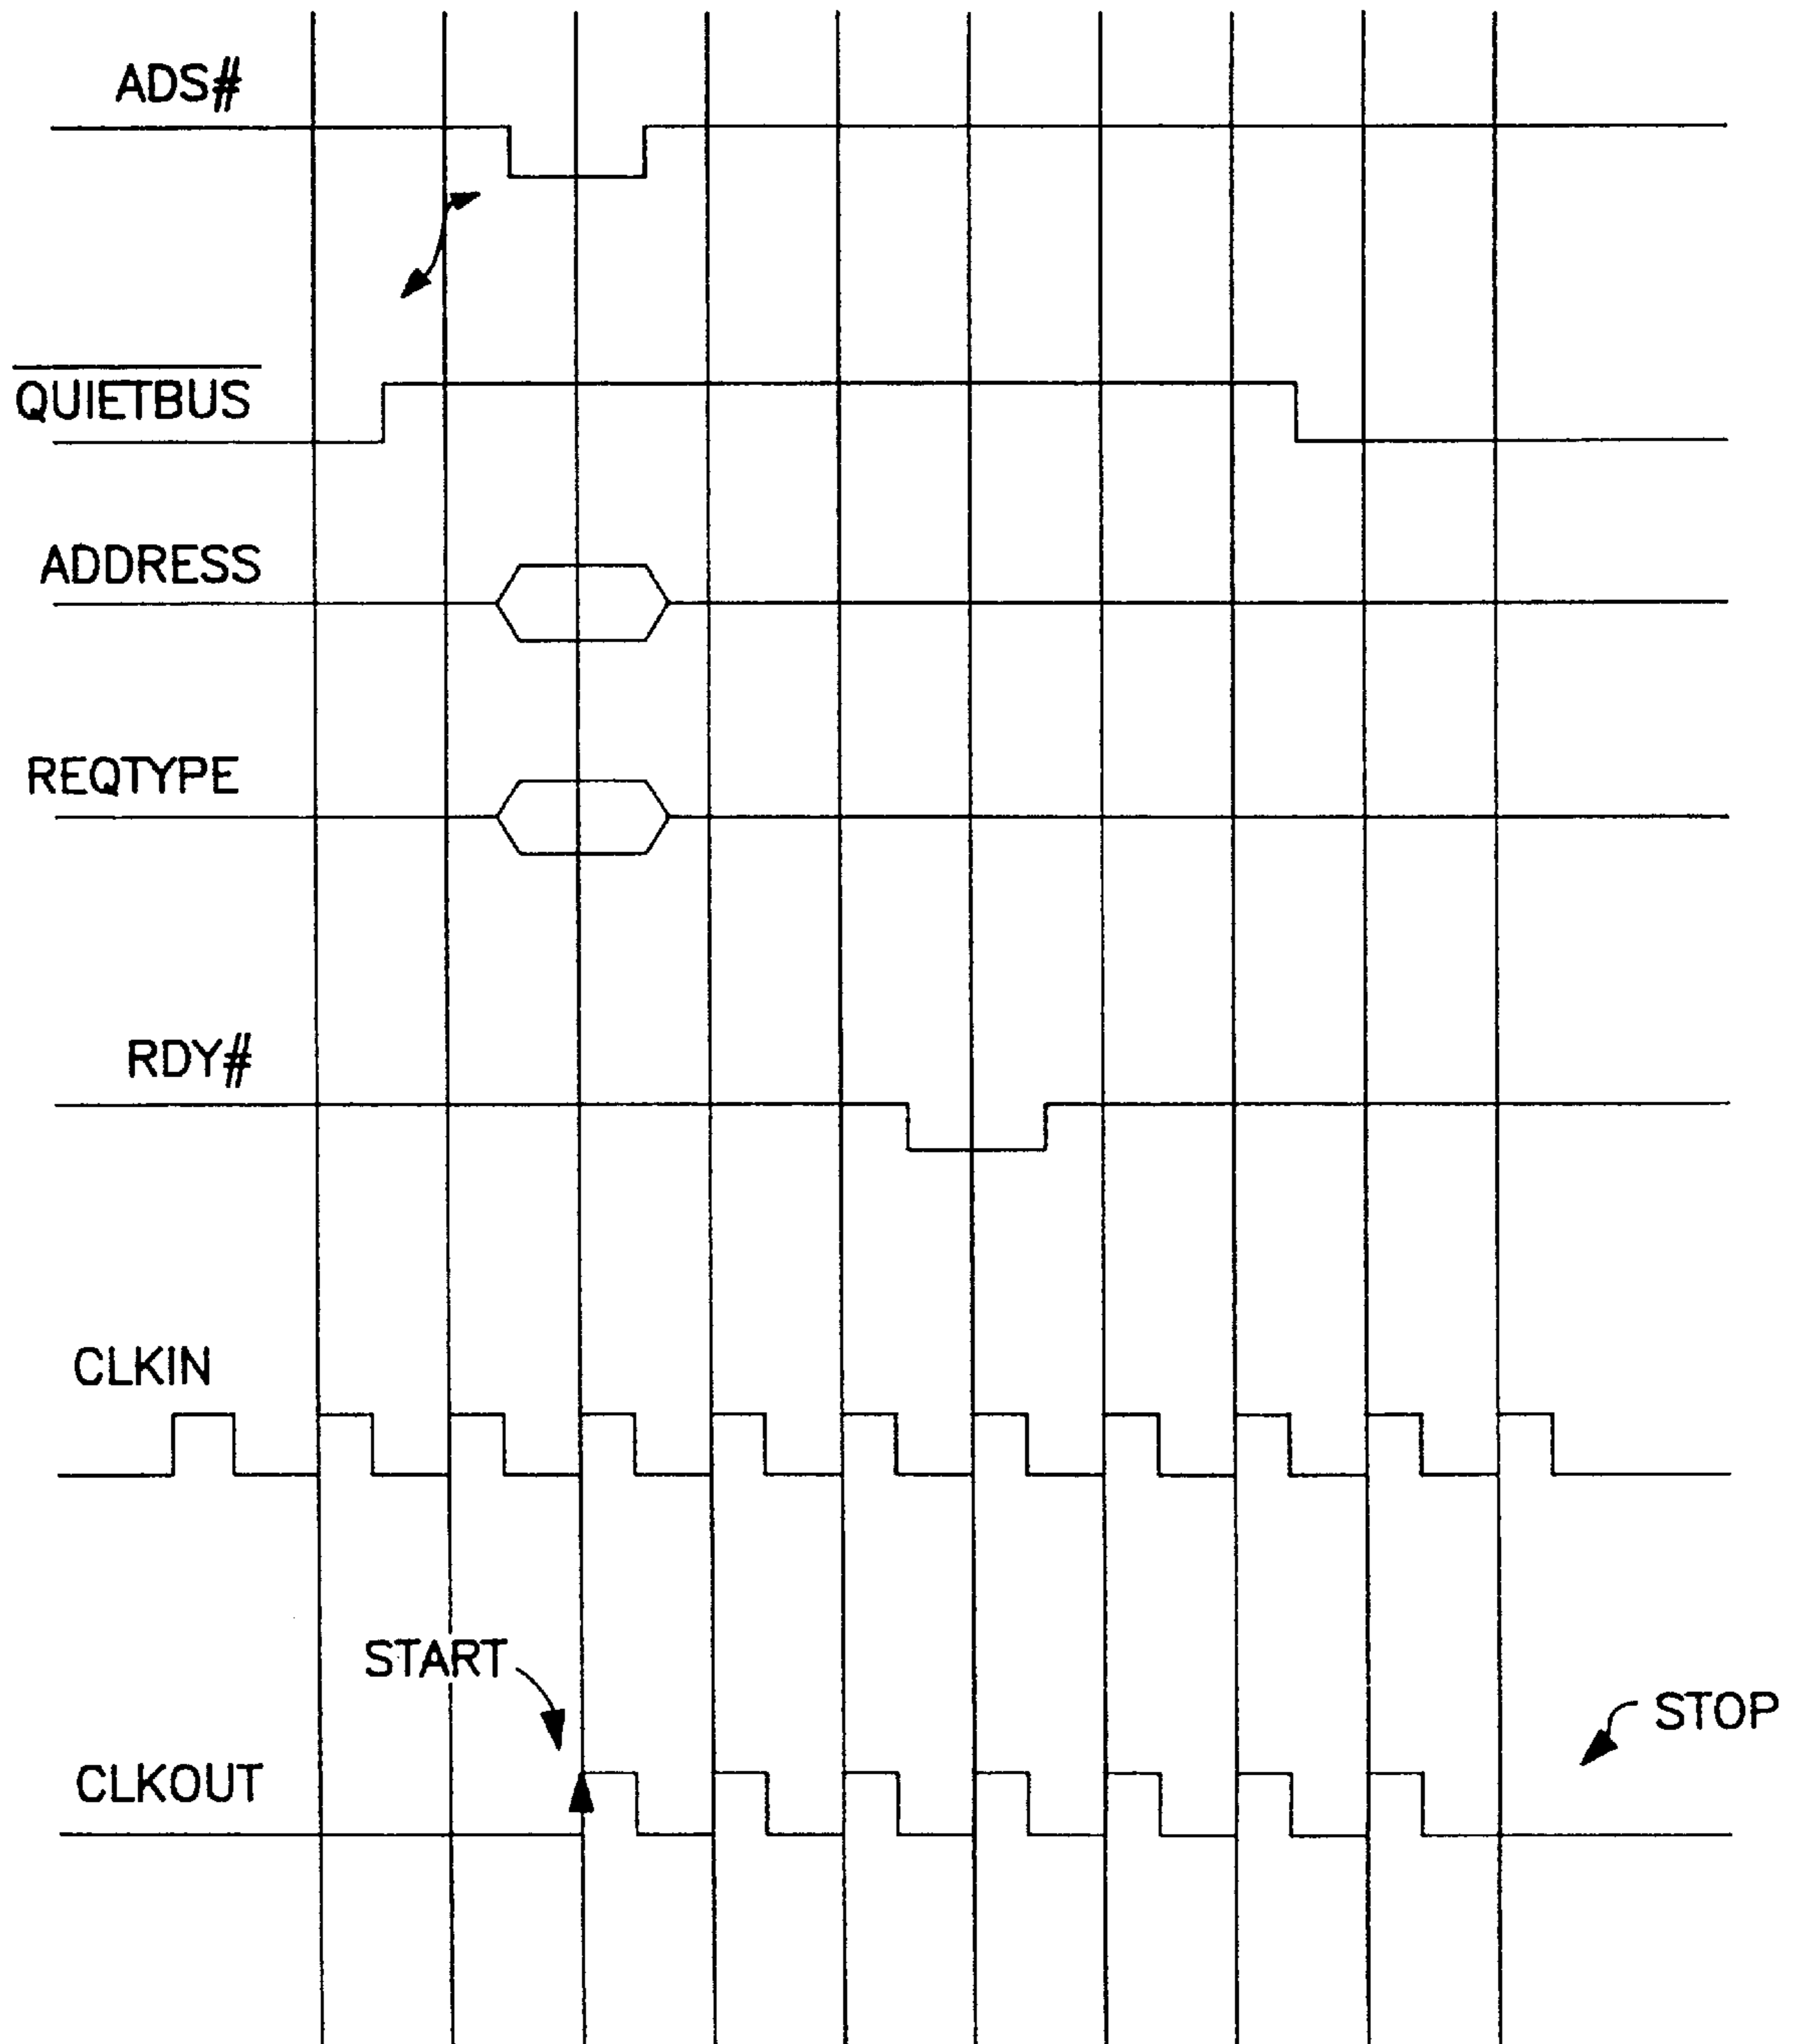 ADS#
QUIETBUS
ADDRESS
REQTYPE
RDY#
CLKIN
START
STOP
CLKOUT